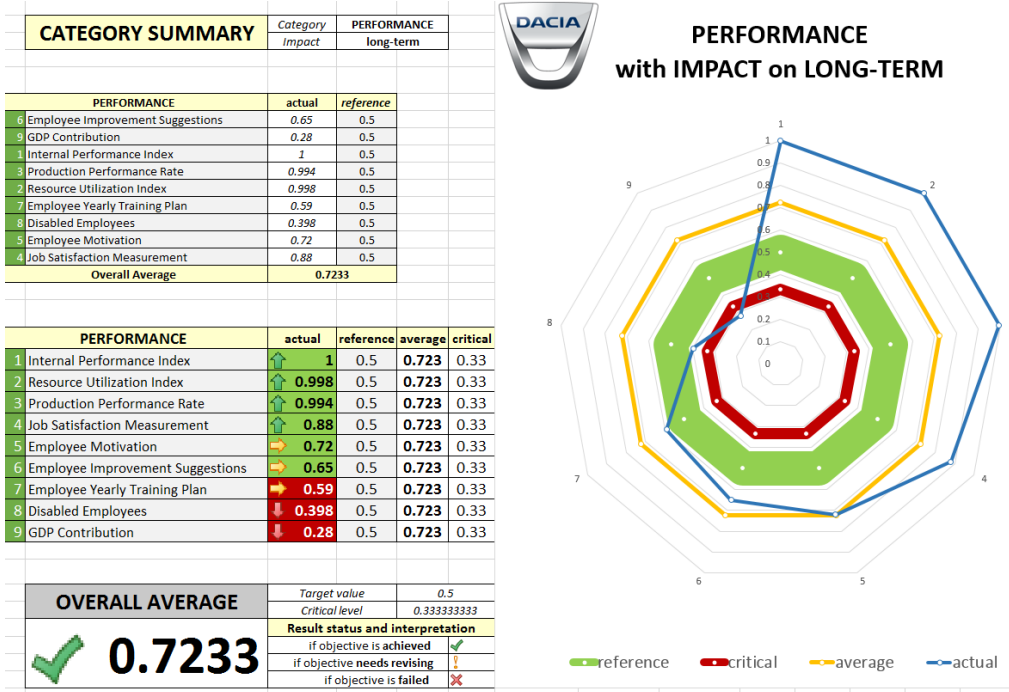 CATEGORY SUMMARY
Category PERFORMANCE
Impact long-term
PERFORMANCE actual reference
6 Employee Improvement Suggestions 0.65 0.5
9 GDP Contribution 0.28 0.5
1 Internal Performance Index 1 0.5
3 Production Performance Rate 0.994 0.5
2 Resource Utilization Index 0.998 0.5
7 Employee Yearly Training Plan 0.59 0.5
8 Disabled Employees 0.398 0.5
5 Employee Motivation 0.72 0.5
4 Job Satisfaction Measurement 0.88 0.5
Overall Average 0.7233
PERFORMANCE actual reference average critical
1 Internal Performance Index 1 0.5 0.723 0.33
2 Resource Utilization Index 0.998 0.5 0.723 0.33
3 Production Performance Rate 0.994 0.5 0.723 0.33
4 Job Satisfaction Measurement 0.88 0.5 0.723 0.33
5 Employee Motivation 0.72 0.5 0.723 0.33
6 Employee Improvement Suggestions 0.65 0.5 0.723 0.33
7 Employee Yearly Training Plan 0.59 0.5 0.723 0.33
8 Disabled Employees 0.398 0.5 0.723 0.33
9 GDP Contribution 0.28 0.5 0.723 0.33
OVERALL AVERAGE
Target value 0.5
Critical level 0.333333333
0.7233
Result status and interpretation
if objective is achieved
if objective needs revising
if objective is failed
DACIA
PERFORMANCE
with IMPACT on LONG-TERM
1
2
4
5
6
7
8
9
1
0.9
0.8
0.7
0.6
0.5
0.4
0.3
0.2
0.1
0
reference critical average actual